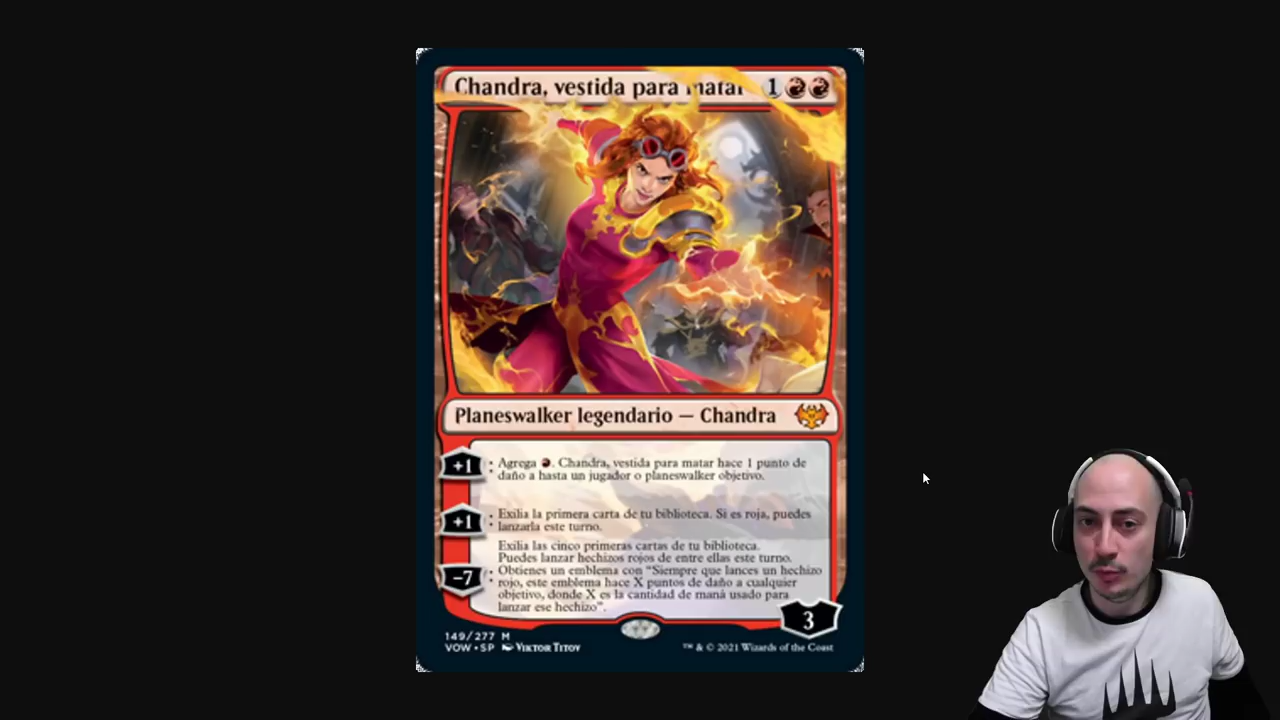 Chandra, vestida para matar
1
Planeswalker legendario — Chandra
+1 : Agrega . Chandra, vestida para matar hace 1 punto de
daño a hasta un jugador o planeswalker objetivo.
+1 : Exilia la primera carta de tu biblioteca. Si es roja, puedes
lanzarla este turno.
Exilia las cinco primeras cartas de tu biblioteca.
Puedes lanzar hechizos rojos de entre ellas este turno.
−7 : Obtienes un emblema con “Siempre que lances un hechizo
rojo, este emblema hace X puntos de daño a cualquier
objetivo, donde X es la cantidad de maná usado para
lanzar ese hechizo”.
3
149/277 M
VOW • SP Viktor Titov
™ & © 2021 Wizards of the Coast